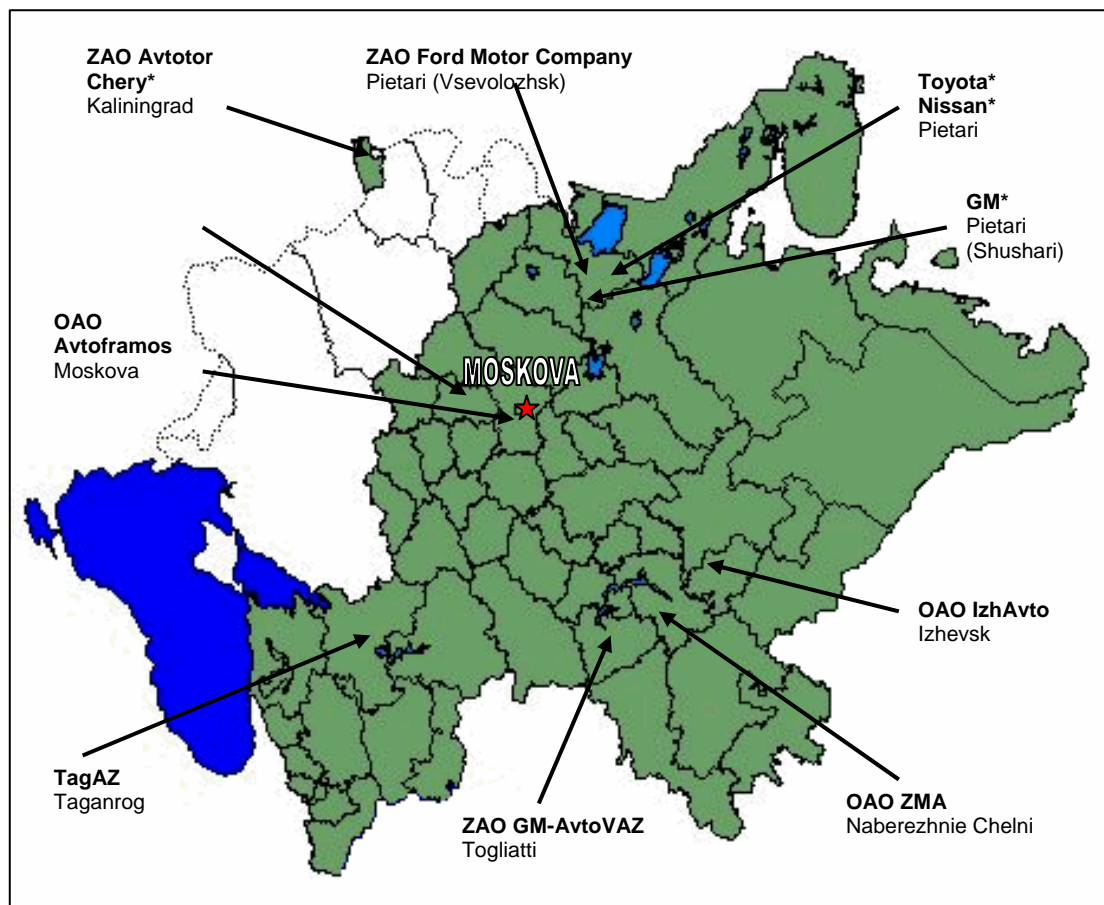 ZAO Avtotor
Chery*
Kaliningrad
ZAO Ford Motor Company
Pietari (Vsevolozhsk)
Toyota*
Nissan*
Pietari
GM*
Pietari
(Shushari)
OAO
Avtoframos
Moskova
MOSKOVA
OAO IzhAvto
Izhevsk
TagAZ
Taganrog
ZAO GM-AvtoVAZ
Togliatti
OAO ZMA
Naberezhnie Chelni